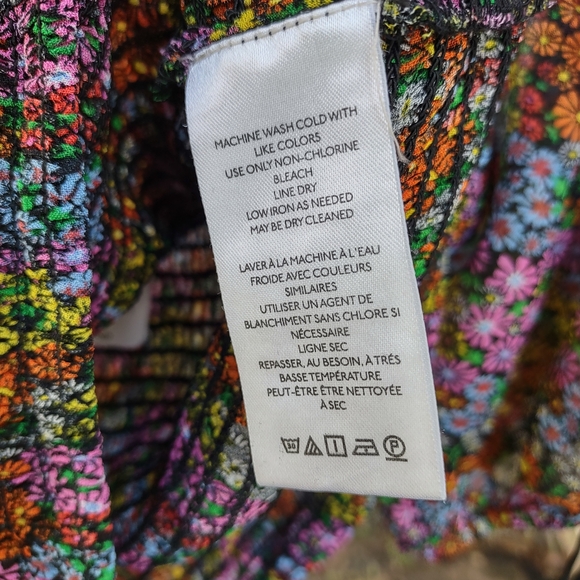 MACHINE WASH COLD WITH
LIKE COLORS
USE ONLY NON-CHLORINE
BLEACH
LINE DRY
LOW IRON AS NEEDED
MAY BE DRY CLEANED
LAVER À LA MACHINE À L'EAU
FROIDE AVEC COULEURS
SIMILAIRES
UTILISER UN AGENT DE
BLANCHIMENT SANS CHLORE SI
NÉCESSAIRE
LIGNE SEC
REPASSER, AU BESOIN, À TRÈS
BASSE TEMPÉRATURE
PEUT-ÊTRE ÊTRE NETTOYÉE
À SEC
30 P